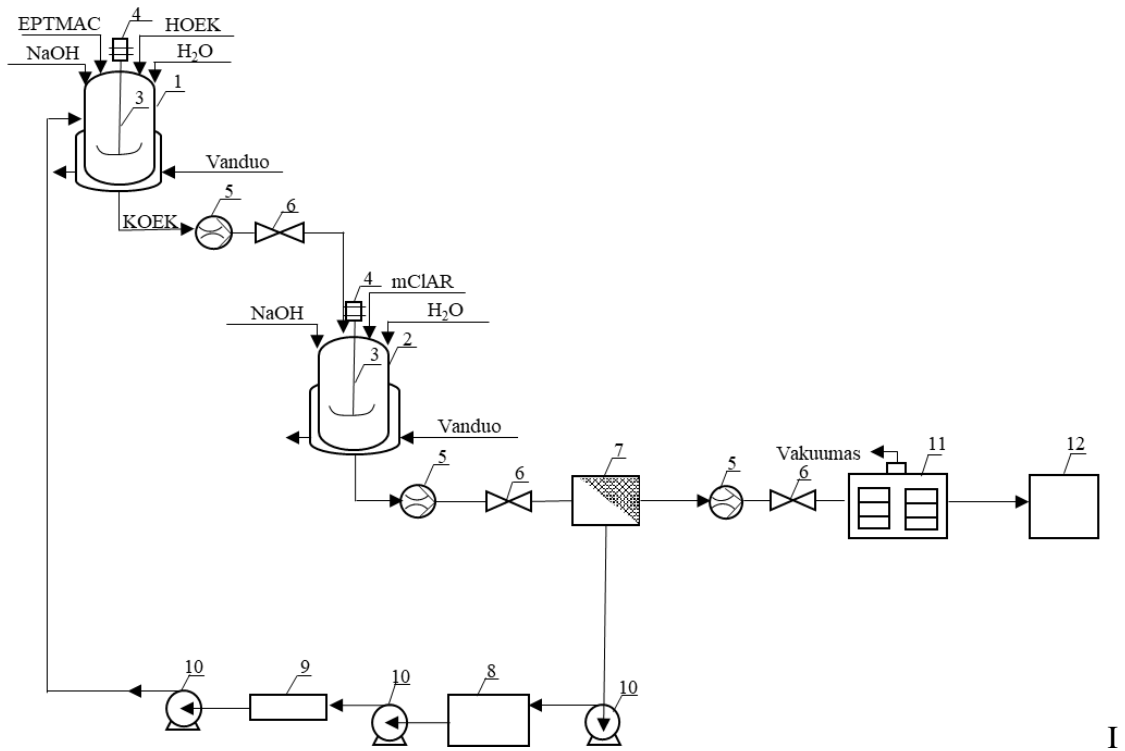 EPTMAC
4
HOEK
NaOH
H₂O
1
3
Vanduo
KOEK
5
6
4
mClAR
NaOH
H₂O
2
3
Vanduo
5
6
7
5
6
Vakuumas
11
12
10
9
10
8
10
I